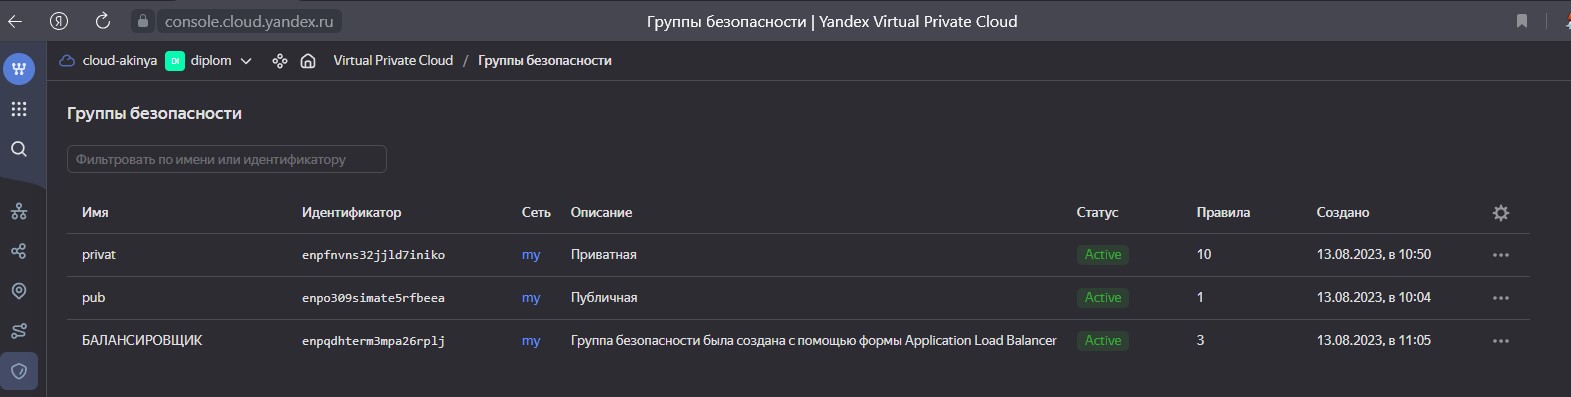 console.cloud.yandex.ru Группы безопасности | Yandex Virtual Private Cloud
cloud-akinya DI diplom Virtual Private Cloud / Группы безопасности
Группы безопасности
Фильтровать по имени или идентификатору
Имя Идентификатор Сеть Описание Статус Правила Создано
privat enpfnvns32jjld7iniko my Приватная Active 10 13.08.2023, в 10:50
pub enpo309simate5rfbeea my Публичная Active 1 13.08.2023, в 10:04
БАЛАНСИРОВЩИК enpqdhterm3mpa26rplj my Группа безопасности была создана с помощью формы Application Load Balancer Active 3 13.08.2023, в 11:05